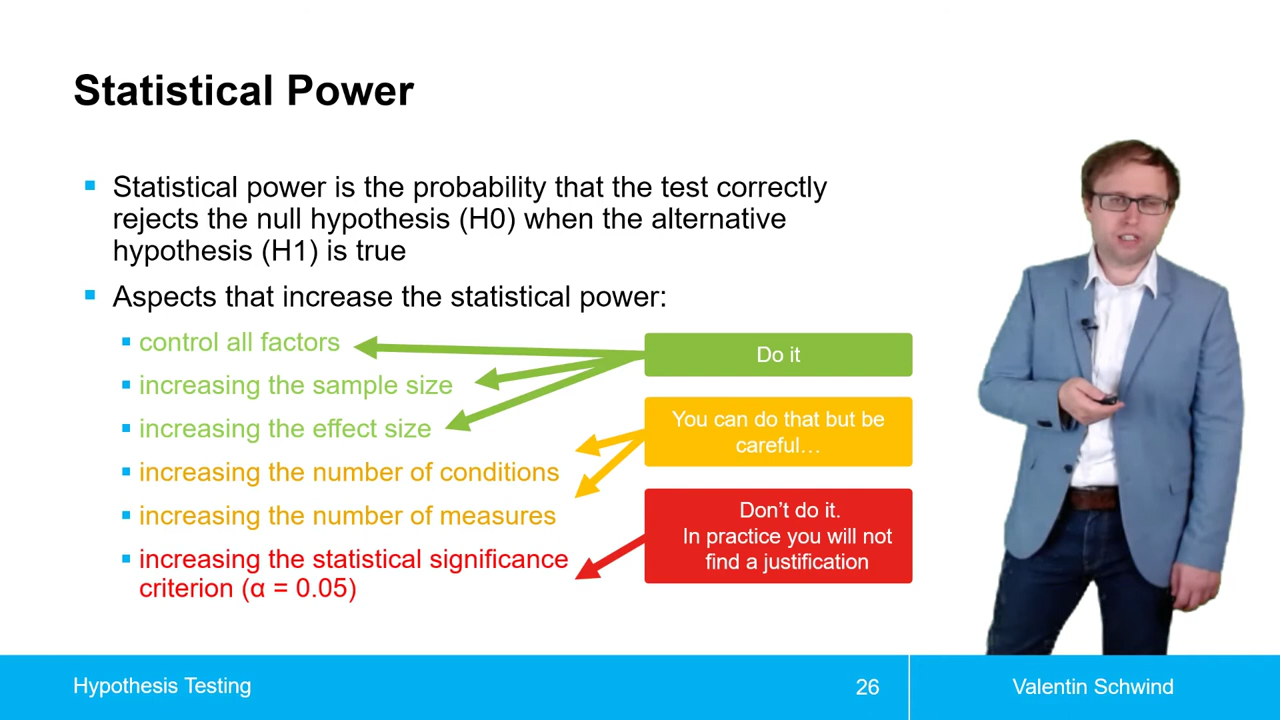 Statistical Power
Statistical power is the probability that the test correctly
rejects the null hypothesis (H0) when the alternative
hypothesis (H1) is true
Aspects that increase the statistical power:
control all factors
increasing the sample size
increasing the effect size
increasing the number of conditions
increasing the number of measures
increasing the statistical significance
criterion (α = 0.05)
Do it
You can do that but be
careful…
Don’t do it.
In practice you will not
find a justification
Hypothesis Testing
26
Valentin Schwind